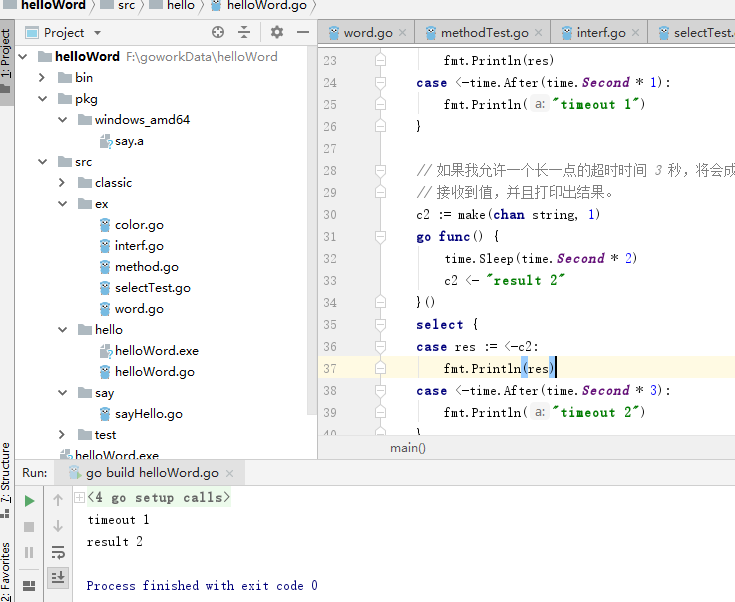 helloWord src hello helloWord.go
1: Project
Project
word.go methodTest.go interf.go selectTest.
helloWord F:\goworkData\helloWord
bin
pkg
windows_amd64
say.a
src
classic
ex
color.go
interf.go
method.go
selectTest.go
word.go
hello
helloWord.exe
helloWord.go
say
sayHello.go
test
helloWord.exe
23 fmt.Println(res)
24 case <-time.After(time.Second * 1):
25 fmt.Println( a: "timeout 1")
26 }
27
28 // 如果我允许一个长一点的超时时间 3 秒，将会成
29 // 接收到值，并且打印出结果。
30 c2 := make(chan string, 1)
31 go func() {
32 time.Sleep(time.Second * 2)
33 c2 <- "result 2"
34 }()
35 select {
36 case res := <-c2:
37 fmt.Println(res)
38 case <-time.After(time.Second * 3):
39 fmt.Println( a: "timeout 2")
40 }
main()
7: Structure
2: Favorites
Run: go build helloWord.go
<4 go setup calls>
timeout 1
result 2
Process finished with exit code 0